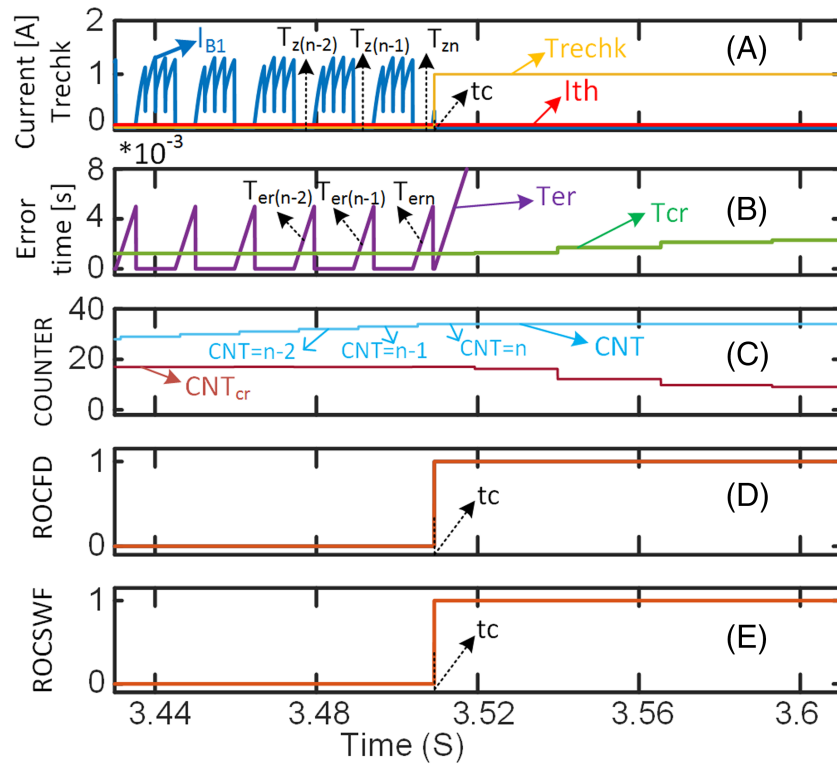 Current [A]
Trechk
2
1
0
I_B1
T_z(n-2)
T_z(n-1)
T_zn
Trechk
tc
Ith
(A)
*10^-3
Error
time [s]
8
4
0
T_er(n-2)
T_er(n-1)
T_ern
Ter
Tcr
(B)
COUNTER
40
20
0
CNT=n-2
CNT=n-1
CNT=n
CNT
CNT_cr
(C)
ROCFD
1
0
tc
(D)
ROCSWF
1
0
tc
(E)
3.44 3.48 3.52 3.56 3.6
Time (S)